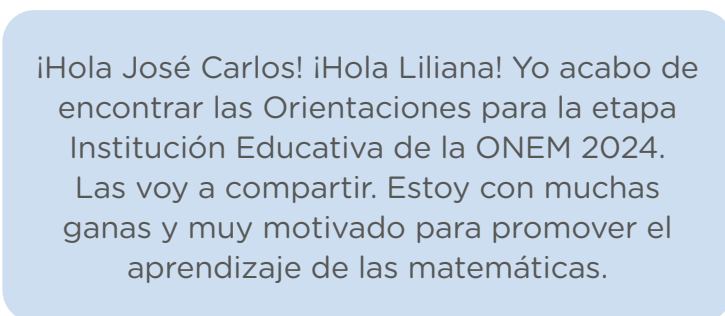 ¡Hola José Carlos! ¡Hola Liliana! Yo acabo de
encontrar las Orientaciones para la etapa
Institución Educativa de la ONEM 2024.
Las voy a compartir. Estoy con muchas
ganas y muy motivado para promover el
aprendizaje de las matemáticas.